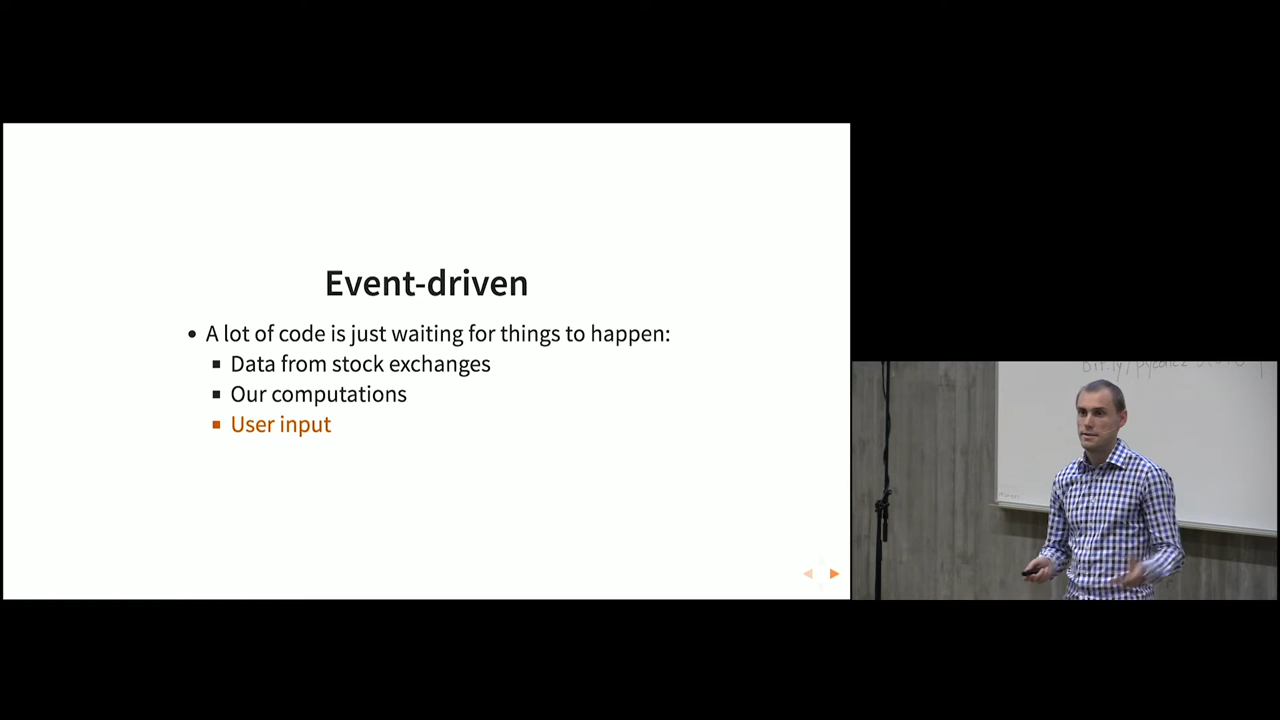 Event-driven
A lot of code is just waiting for things to happen:
Data from stock exchanges
Our computations
User input